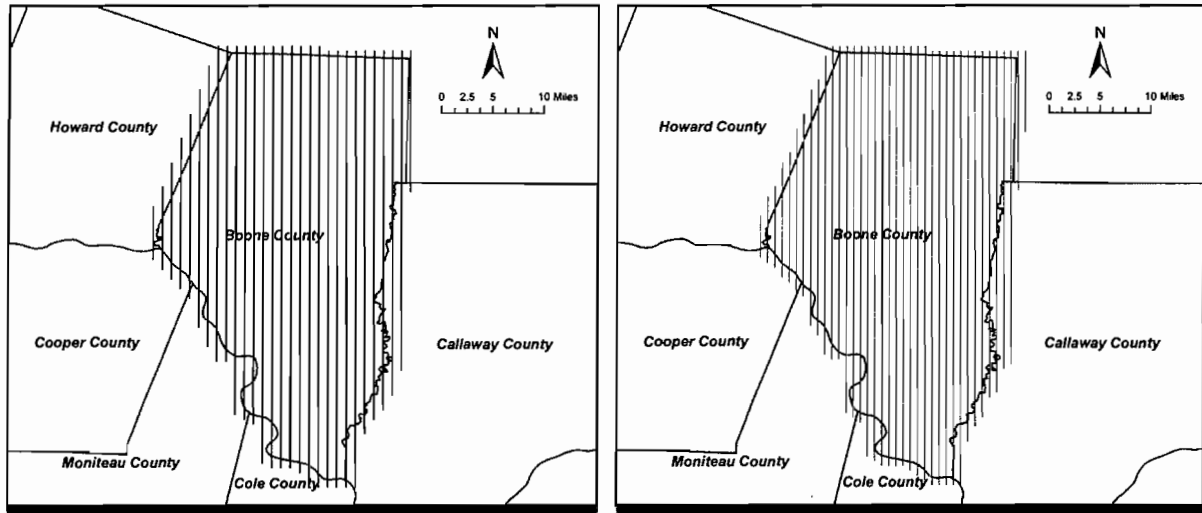 N
0 2.5 5 10 Miles
Howard County
Boone County
Cooper County
Callaway County
Moniteau County
Cole County
N
0 2.5 5 10 Miles
Howard County
Boone County
Cooper County
Callaway County
Moniteau County
Cole County